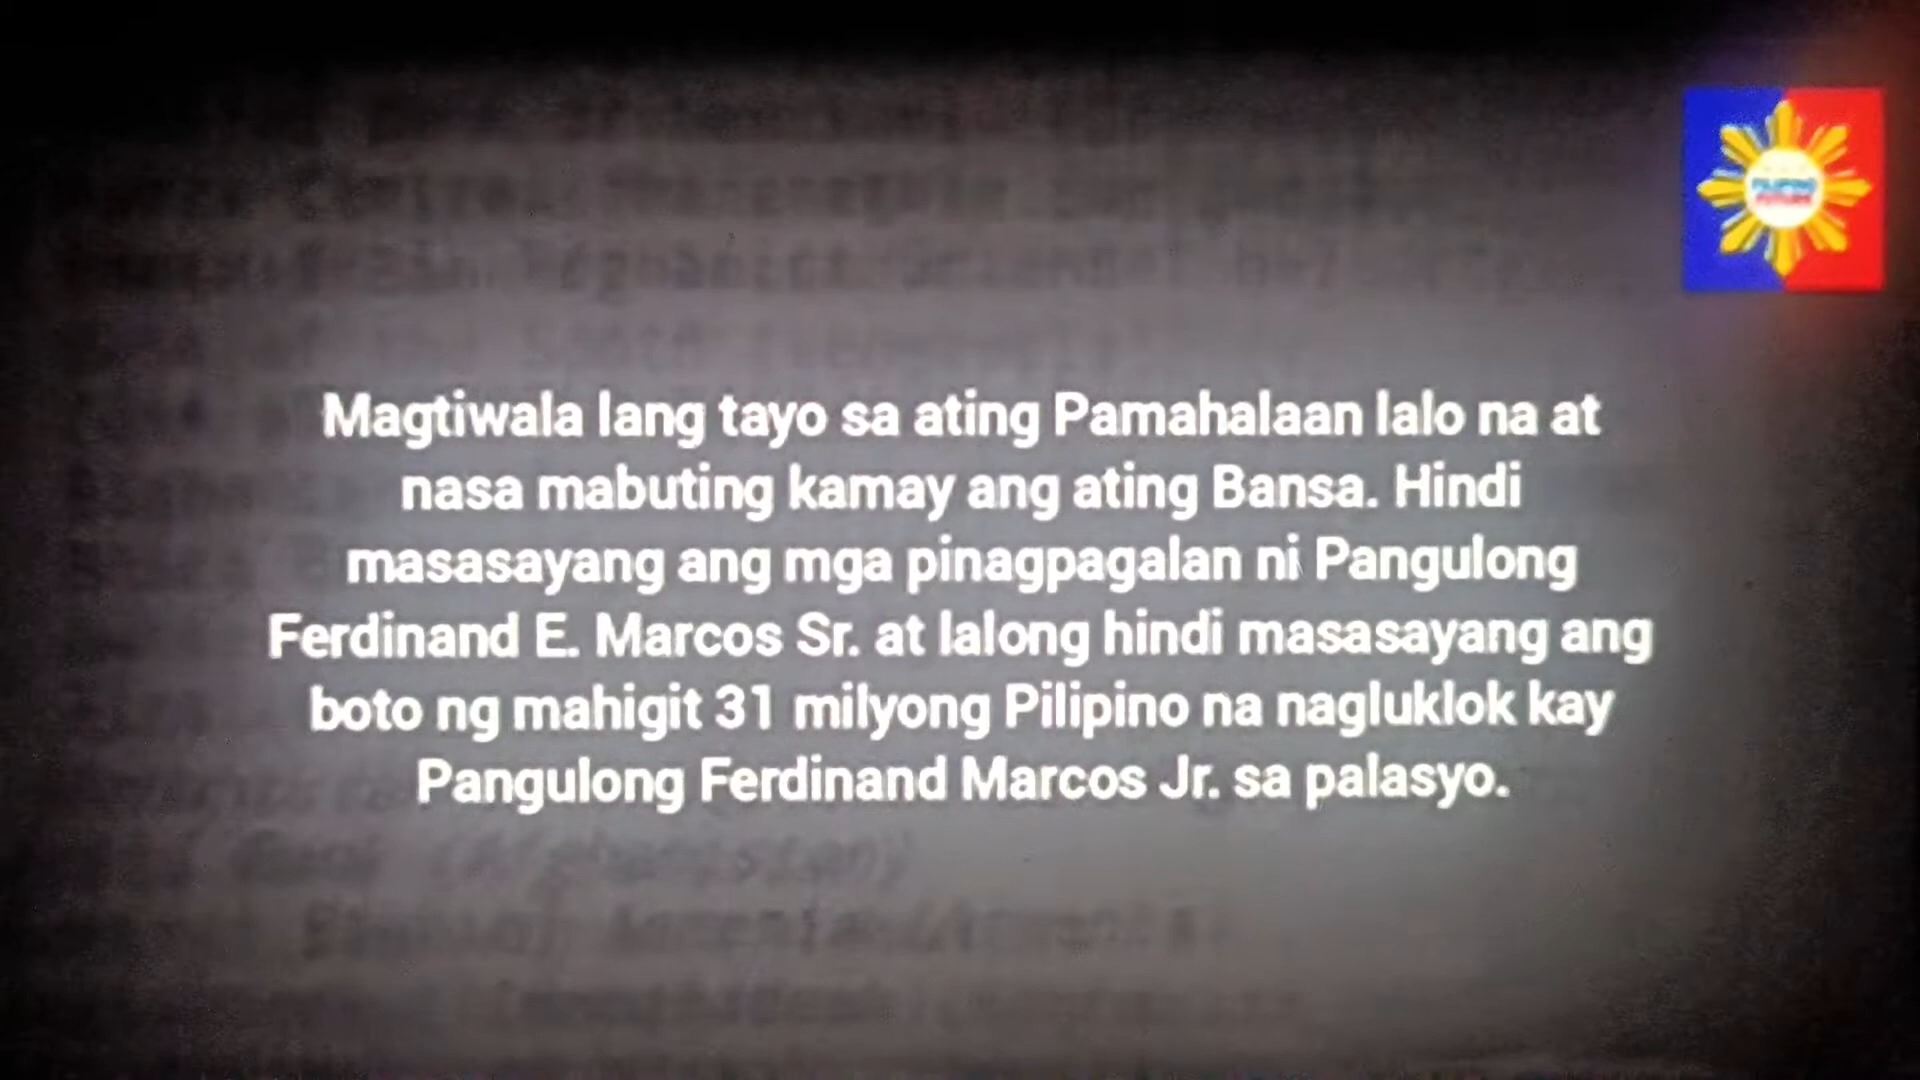 Magtiwala lang tayo sa ating Pamahalaan lalo na at
nasa mabuting kamay ang ating Bansa. Hindi
masasayang ang mga pinagpagalan ni Pangulong
Ferdinand E. Marcos Sr. at lalong hindi masasayang ang
boto ng mahigit 31 milyong Pilipino na nagluklok kay
Pangulong Ferdinand Marcos Jr. sa palasyo.